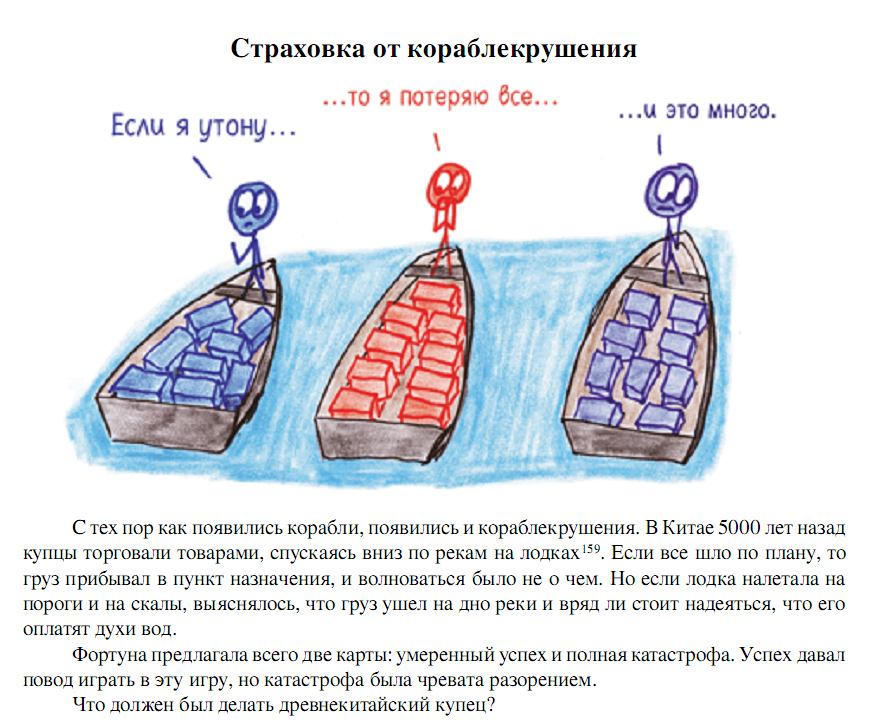 Страховка от кораблекрушения
Если я утону...
...то я потеряю все...
...и это много.
С тех пор как появились корабли, появились и кораблекрушения. В Китае 5000 лет назад
купцы торговали товарами, спускаясь вниз по рекам на лодках¹⁵⁹. Если все шло по плану, то
груз прибывал в пункт назначения, и волноваться было не о чем. Но если лодка налетала на
пороги и на скалы, выяснялось, что груз ушел на дно реки и вряд ли стоит надеяться, что его
оплатят духи вод.
Фортуна предлагала всего две карты: умеренный успех и полная катастрофа. Успех давал
повод играть в эту игру, но катастрофа была чревата разорением.
Что должен был делать древнекитайский купец?